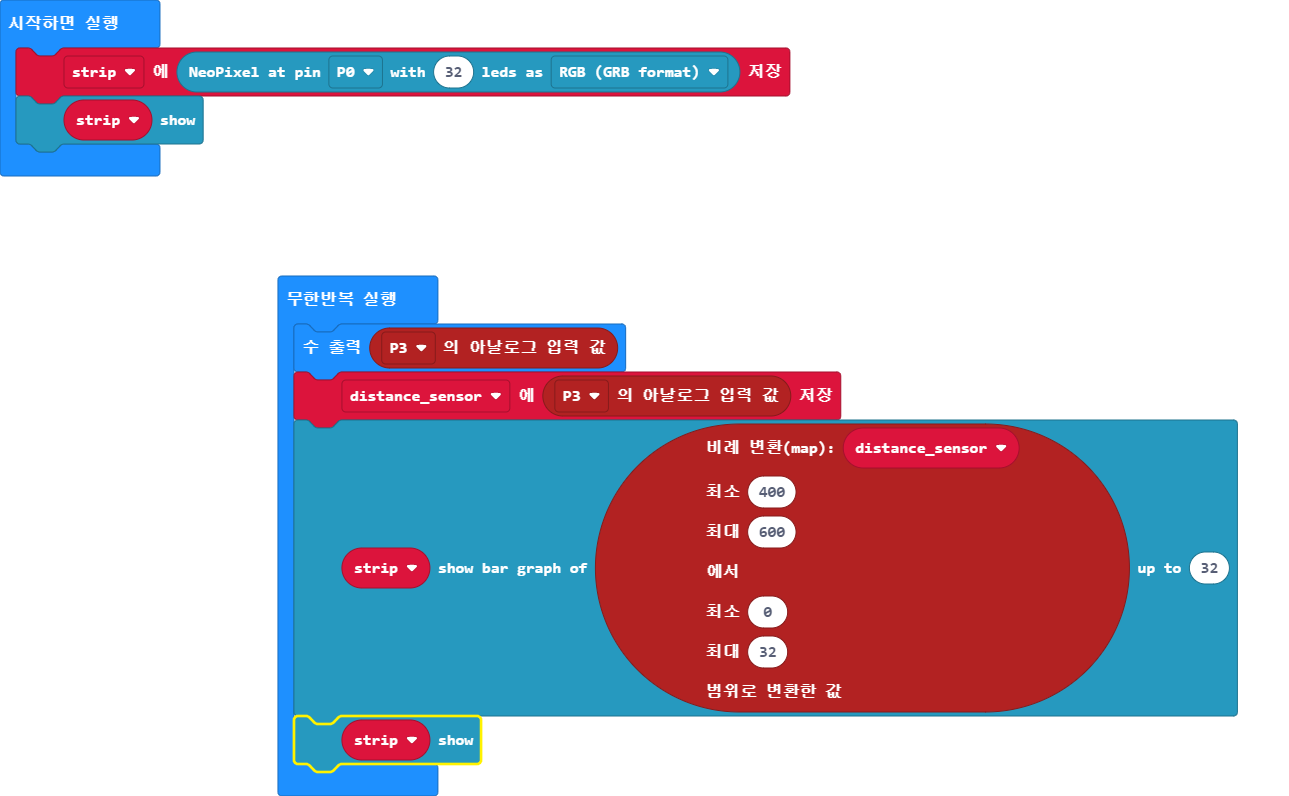 시작하면 실행
strip 에 NeoPixel at pin P0 with 32 leds as RGB (GRB format) 저장
strip show
무한반복 실행
수 출력 P3 의 아날로그 입력 값
distance_sensor 에 P3 의 아날로그 입력 값 저장
비례 변환(map): distance_sensor
최소 400
최대 600
strip show bar graph of 에서 up to 32
최소 0
최대 32
범위로 변환한 값
strip show